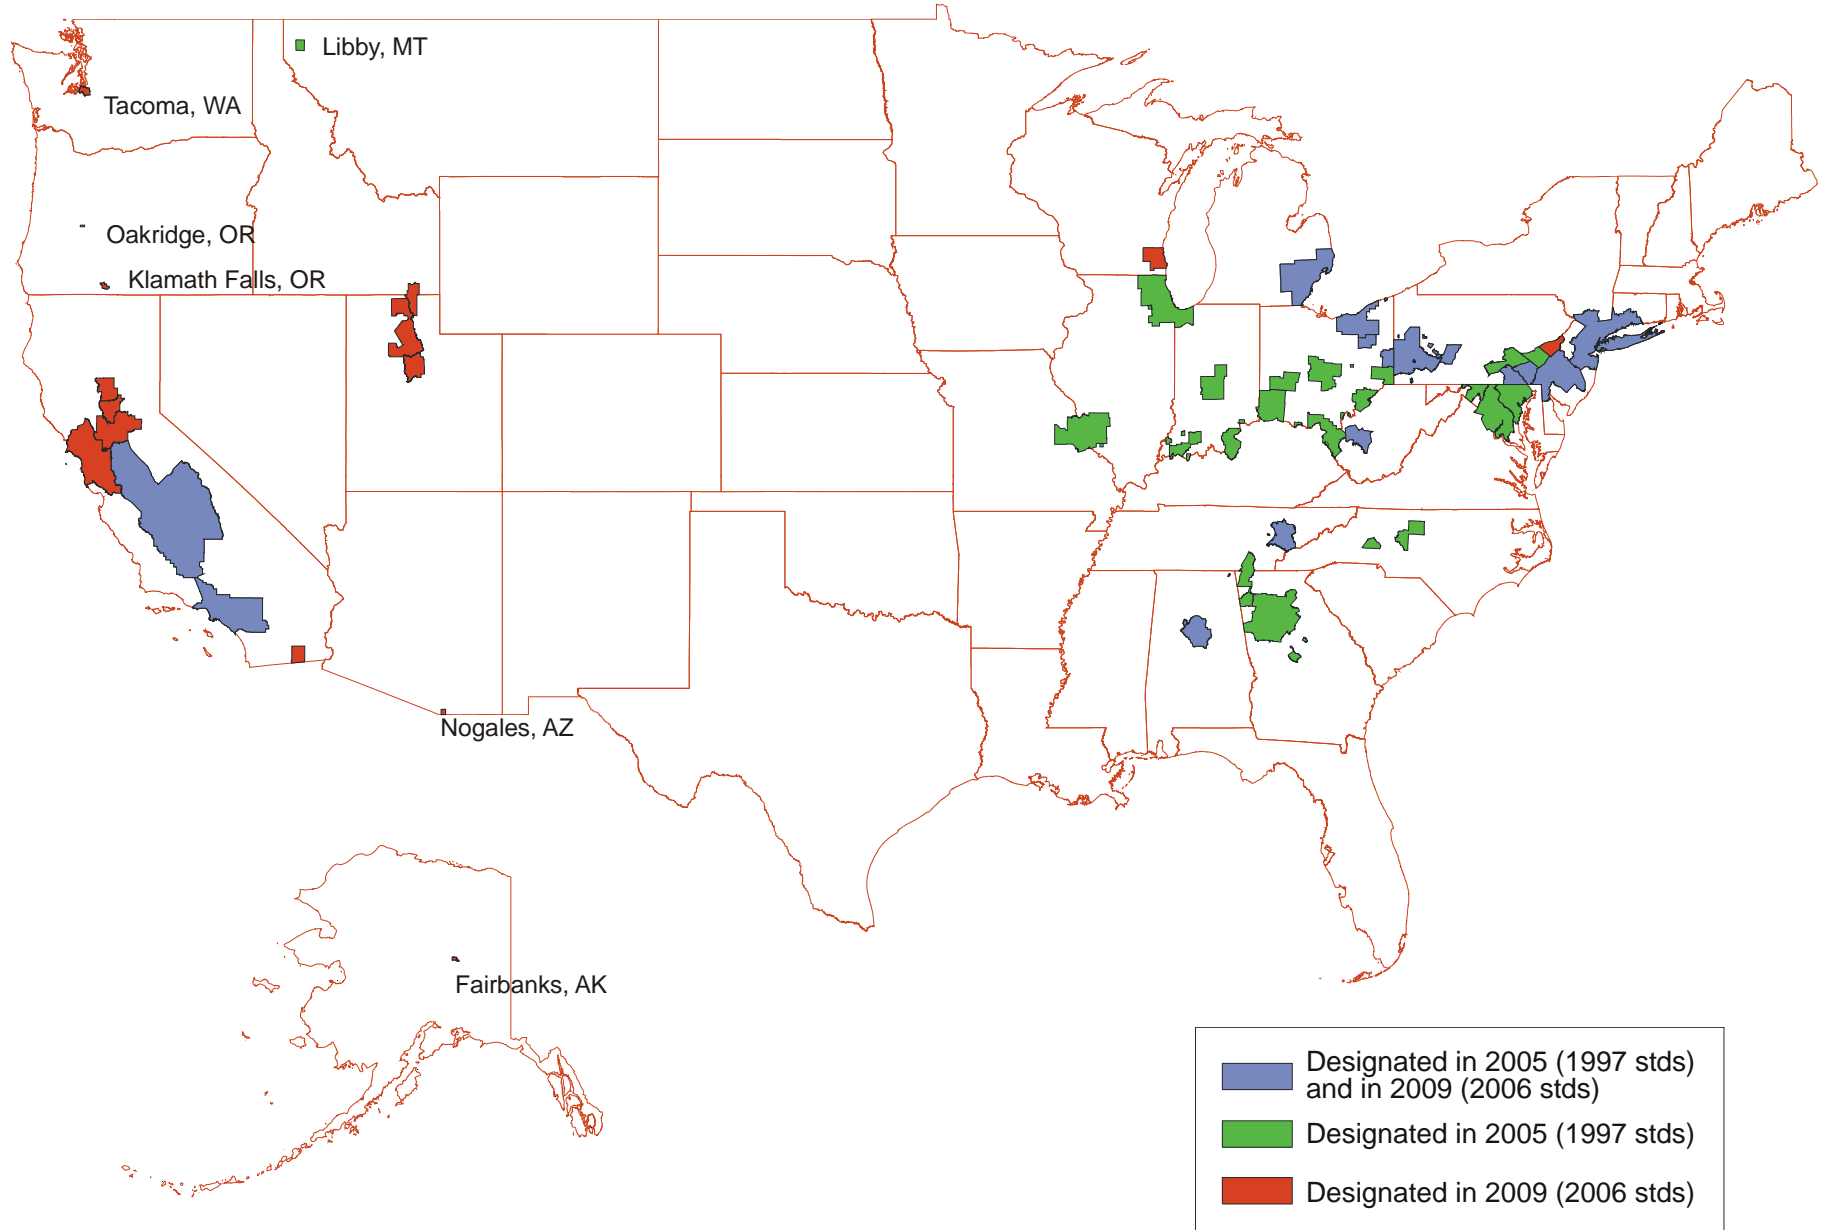 Libby, MT
Tacoma, WA
Oakridge, OR
Klamath Falls, OR
Nogales, AZ
Fairbanks, AK
Designated in 2005 (1997 stds)
and in 2009 (2006 stds)
Designated in 2005 (1997 stds)
Designated in 2009 (2006 stds)